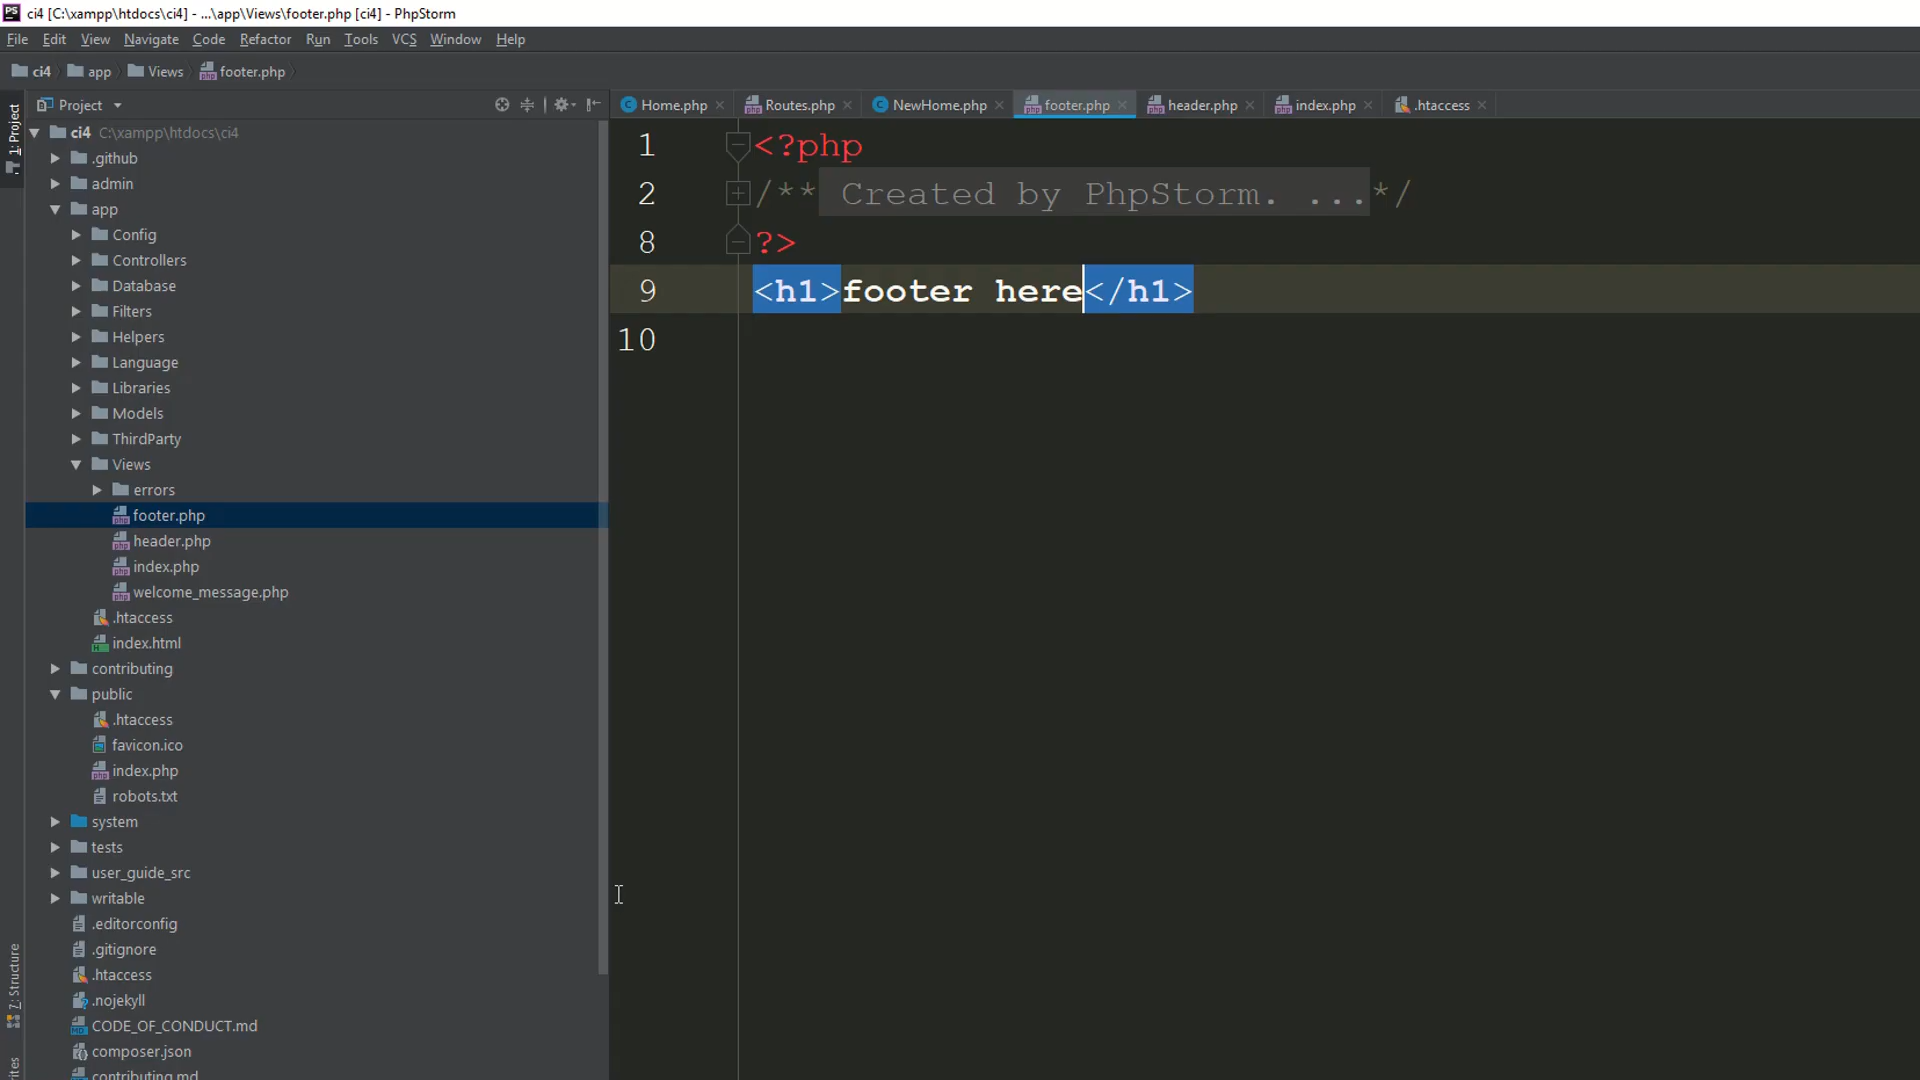 ci4 [C:\xampp\htdocs\ci4] - ...\app\Views\footer.php [ci4] - PhpStorm
File Edit View Navigate Code Refactor Run Tools VCS Window Help
ci4 app Views footer.php
1: Project
Project
Home.php Routes.php NewHome.php footer.php header.php index.php .htaccess
ci4 C:\xampp\htdocs\ci4
.github
admin
app
Config
Controllers
Database
Filters
Helpers
Language
Libraries
Models
ThirdParty
Views
errors
footer.php
header.php
index.php
welcome_message.php
.htaccess
index.html
contributing
public
.htaccess
favicon.ico
index.php
robots.txt
system
tests
user_guide_src
writable
.editorconfig
.gitignore
.htaccess
.nojekyll
CODE_OF_CONDUCT.md
composer.json
contributing.md
7: Structure
1 <?php
2 /** Created by PhpStorm. ...*/
8 ?>
9 <h1>footer here</h1>
10